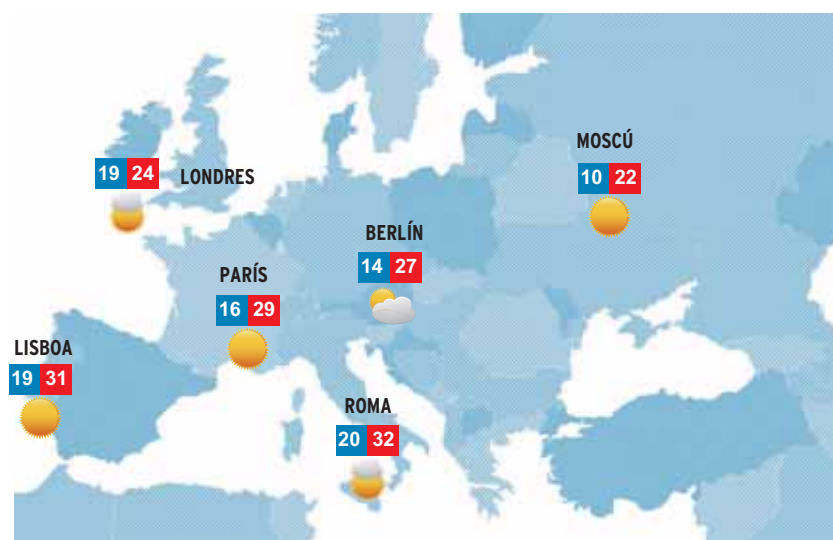 MOSCÚ
10 22
19 24
LONDRES
BERLÍN
14 27
PARÍS
16 29
LISBOA
19 31
ROMA
20 32